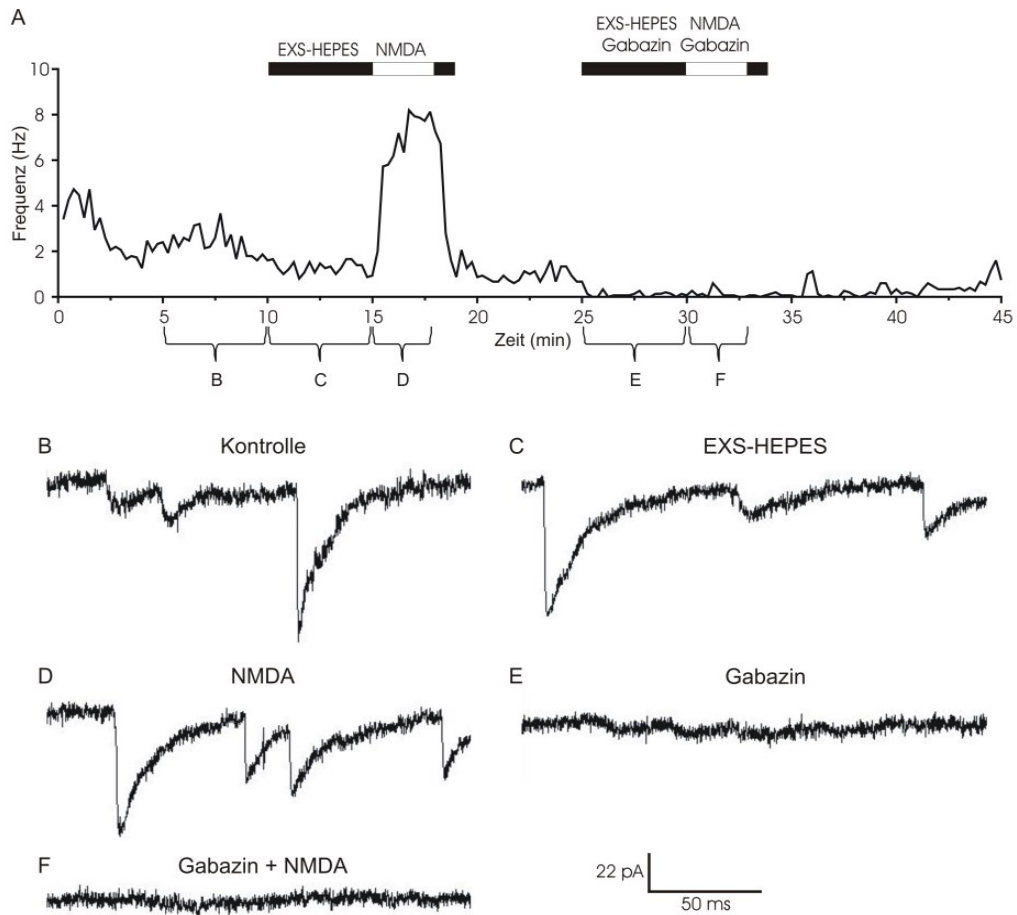 A
EXS-HEPES NMDA
EXS-HEPES NMDA
Gabazin Gabazin
10
8
6
4
2
0
Frequenz (Hz)
0 5 10 15 20 25 30 35 40 45
Zeit (min)
B C D E F
B Kontrolle
C EXS-HEPES
D NMDA
E Gabazin
F Gabazin + NMDA
22 pA
50 ms